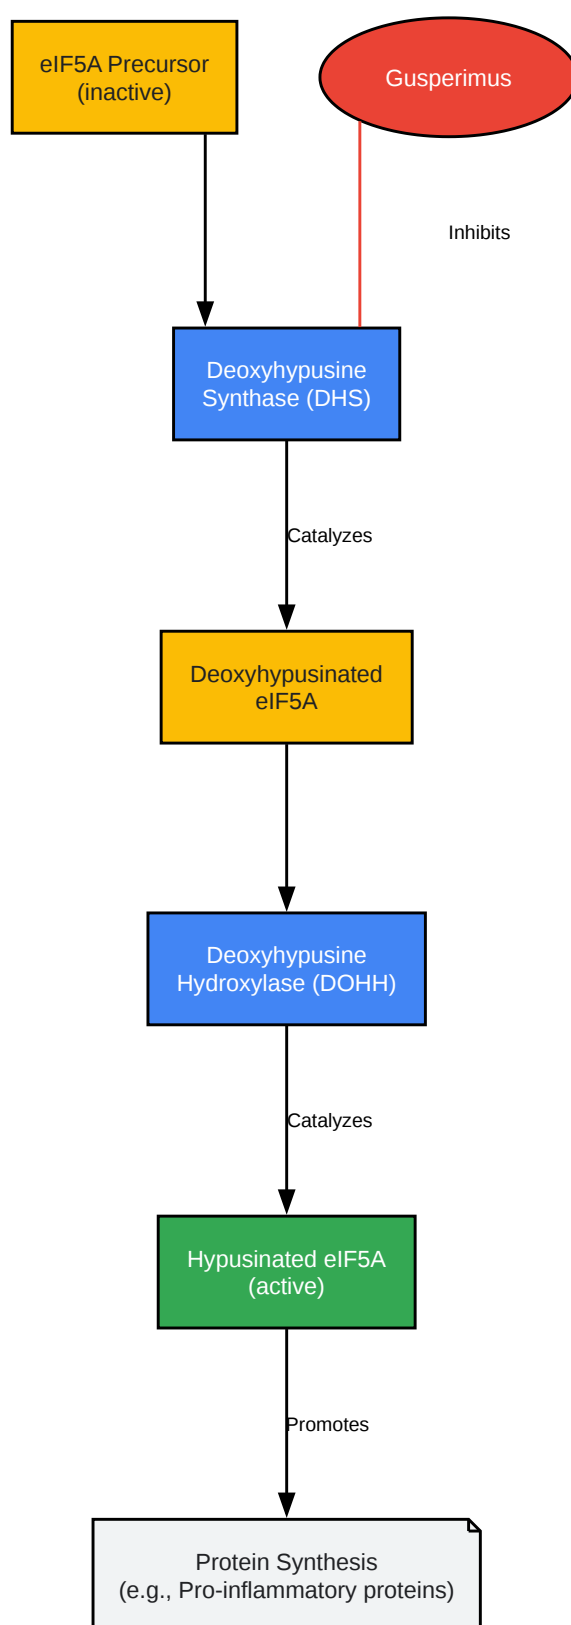 eIF5A Precursor
(inactive)
Gusperimus
Inhibits
Deoxyhypusine
Synthase (DHS)
Catalyzes
Deoxyhypusinated
eIF5A
Deoxyhypusine
Hydroxylase (DOHH)
Catalyzes
Hypusinated eIF5A
(active)
Promotes
Protein Synthesis
(e.g., Pro-inflammatory proteins)